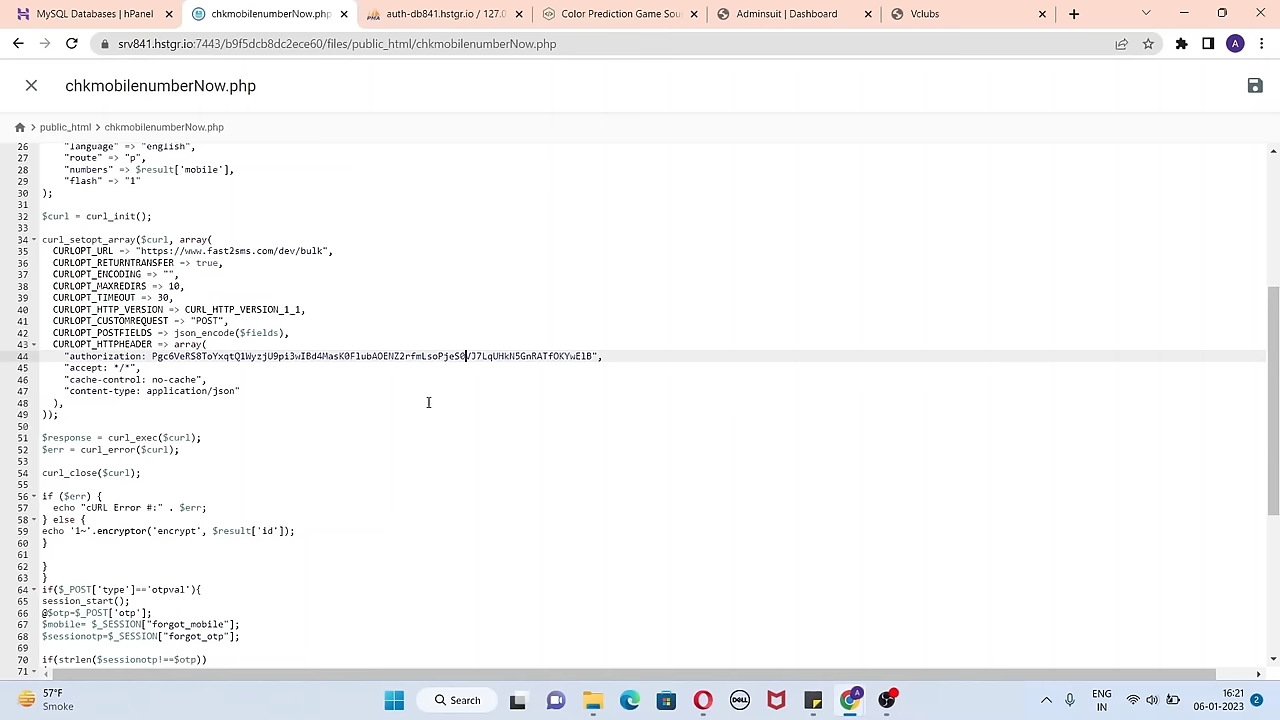 MySQL Databases | hPanel
chkmobilenumberNow.php
auth-db841.hstgr.io / 127.0
Color Prediction Game Sou
Adminsuit | Dashboard
Vclubs
srv841.hstgr.io:7443/b9f5dcb8dc2ece60/files/public_html/chkmobilenumberNow.php
A
chkmobilenumberNow.php
public_html > chkmobilenumberNow.php
26 "language" => "english",
27 "route" => "p",
28 "numbers" => $result['mobile'],
29 "flash" => "1"
30 );
31
32 $curl = curl_init();
33
34 curl_setopt_array($curl, array(
35 CURLOPT_URL => "https://www.fast2sms.com/dev/bulk",
36 CURLOPT_RETURNTRANSFER => true,
37 CURLOPT_ENCODING => "",
38 CURLOPT_MAXREDIRS => 10,
39 CURLOPT_TIMEOUT => 30,
40 CURLOPT_HTTP_VERSION => CURL_HTTP_VERSION_1_1,
41 CURLOPT_CUSTOMREQUEST => "POST",
42 CURLOPT_POSTFIELDS => json_encode($fields),
43 CURLOPT_HTTPHEADER => array(
44 "authorization:
45 "accept: */*",
46 "cache-control: no-cache",
47 "content-type: application/json"
48 ),
49 ));
50
51 $response = curl_exec($curl);
52 $err = curl_error($curl);
53
54 curl_close($curl);
55
56 if ($err) {
57 echo "cURL Error #:" . $err;
58 } else {
59 echo '1~'.encryptor('encrypt', $result['id']);
60 }
61
62 }
63 }
64 if($_POST['type']=='otpval'){
65 session_start();
66 @$otp=$_POST['otp'];
67 $mobile= $_SESSION["forgot_mobile"];
68 $sessionotp=$_SESSION["forgot_otp"];
69
70 if(strlen($sessionotp!==$otp))
71
57°F
Smoke
Search
ENG
IN
16:21
06-01-2023
2